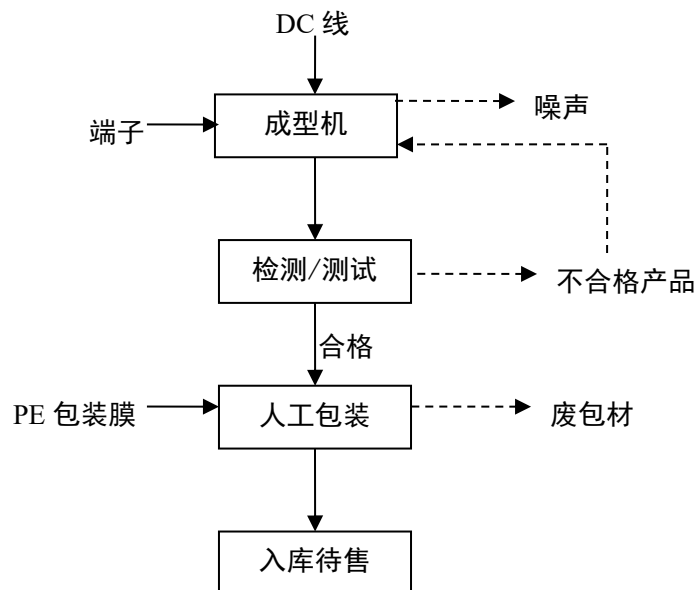 DC 线
端子
成型机
噪声
检测/测试
不合格产品
合格
PE 包装膜
人工包装
废包材
入库待售